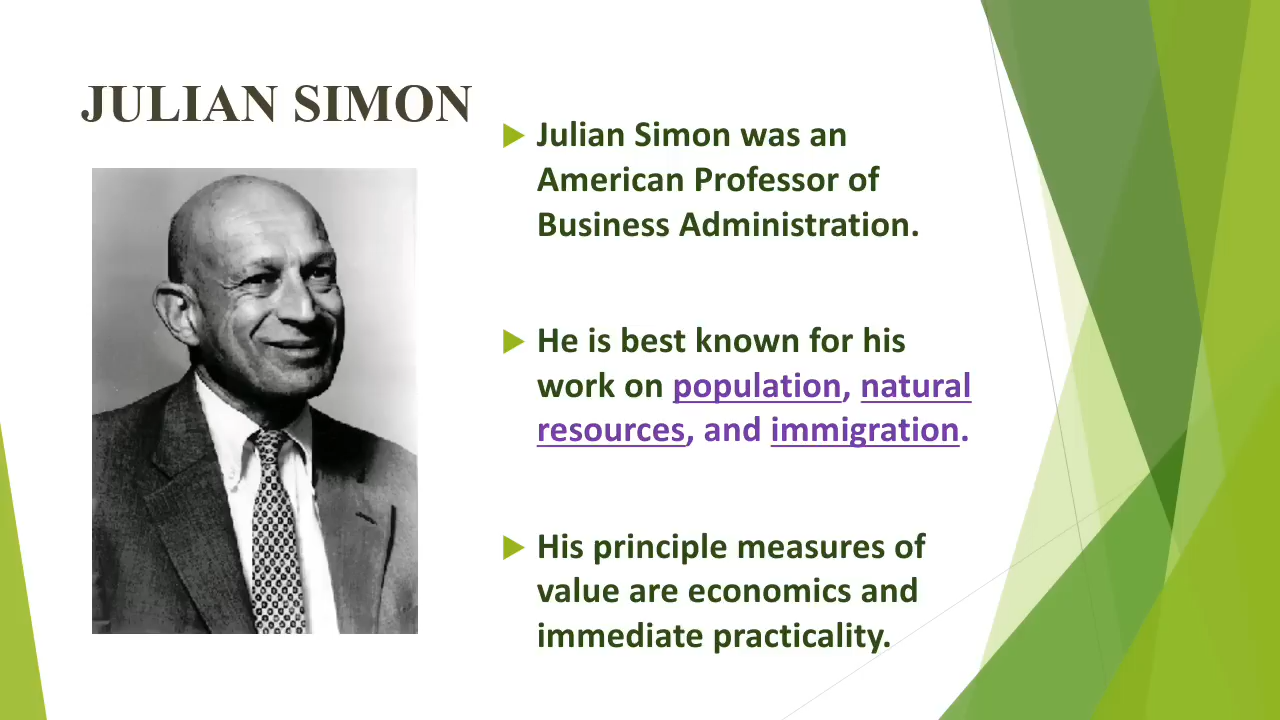 JULIAN SIMON
Julian Simon was an
American Professor of
Business Administration.
He is best known for his
work on population, natural
resources, and immigration.
His principle measures of
value are economics and
immediate practicality.